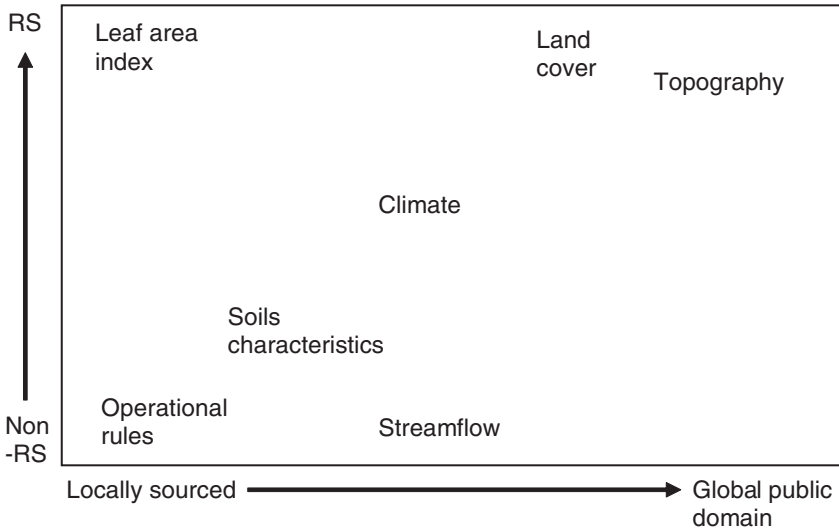 RS
Leaf area
index
Land
cover
Topography
Climate
Soils
characteristics
Operational
rules
Streamflow
Non
-RS
Locally sourced
Global public
domain